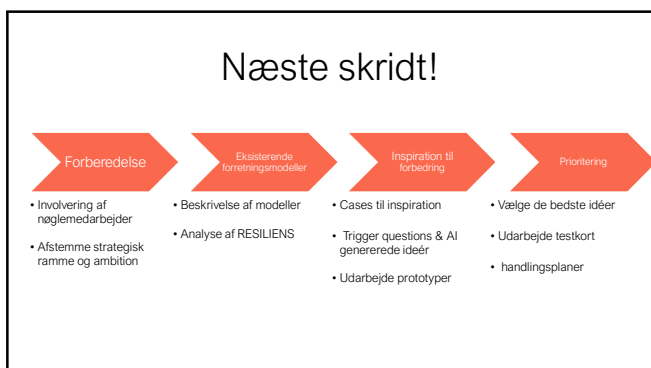 Næste skridt!
Forberedelse
• Involvering af
nøglemedarbejder
• Afstemme strategisk
ramme og ambition
Eksisterende
forretningsmodeller
• Beskrivelse af modeller
• Analyse af RESILIENS
Inspiration til
forbedring
• Cases til inspiration
• Trigger questions & AI
genererede ideér
• Udarbejde prototyper
Prioritering
• Vælge de bedste idéer
• Udarbejde testkort
• handlingsplaner